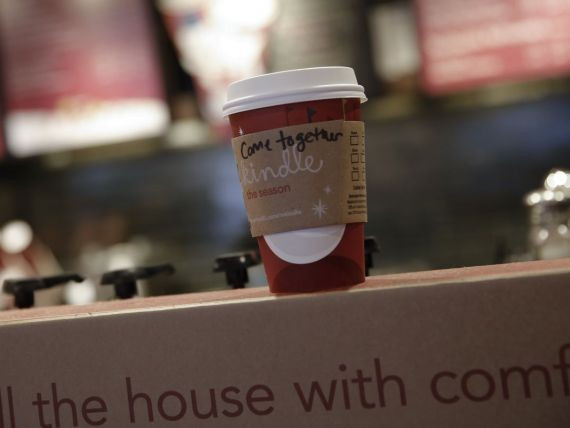 Come together
kindle
the season
ll the house with comf